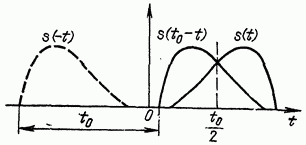 s(-t)
s(t₀-t)
s(t)
t₀
0
t₀/2
t